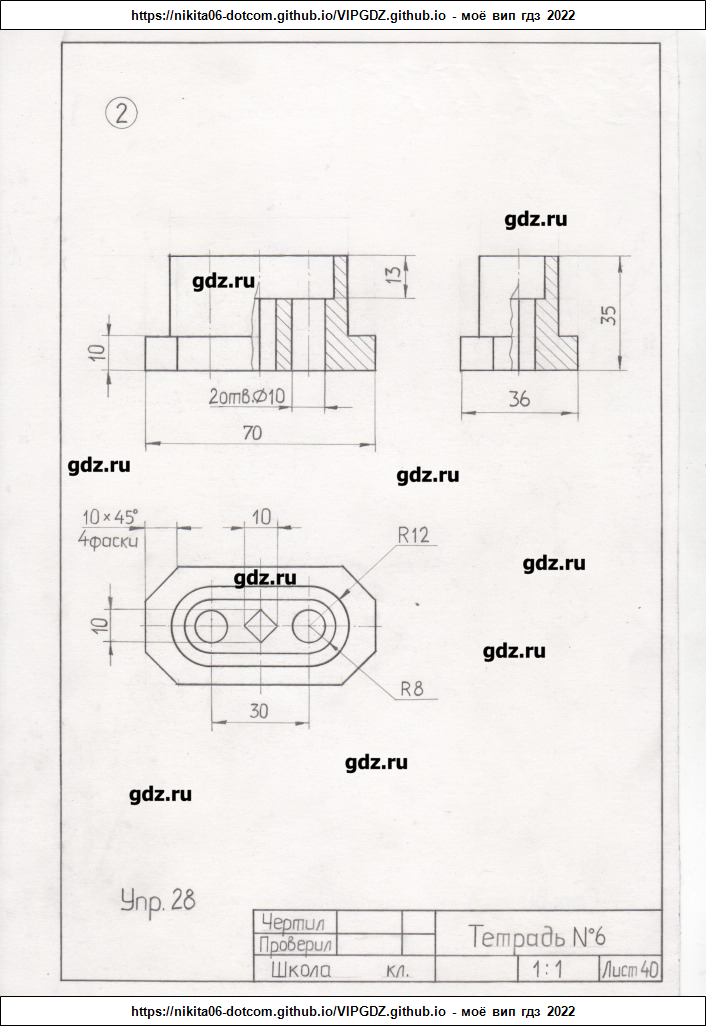 https://nikita06-dotcom.github.io/VIPGDZ.github.io - моё вип гдз 2022
2
gdz.ru
gdz.ru
13
35
10
2отв.Ø10
36
70
gdz.ru
gdz.ru
10×45°
4фаски
10
R12
gdz.ru
gdz.ru
10
gdz.ru
R8
30
gdz.ru
gdz.ru
Упр. 28
Чертил
Проверил
Тетрадь №6
Школа кл.
1:1
Лист 40
https://nikita06-dotcom.github.io/VIPGDZ.github.io - моё вип гдз 2022